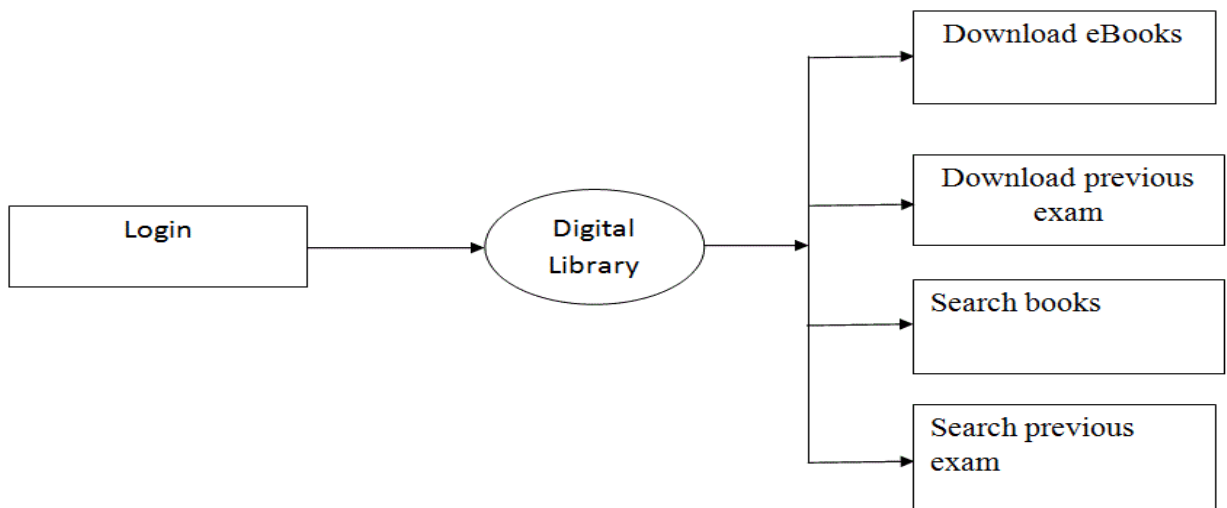 Login
Digital
Library
Download eBooks
Download previous
exam
Search books
Search previous
exam